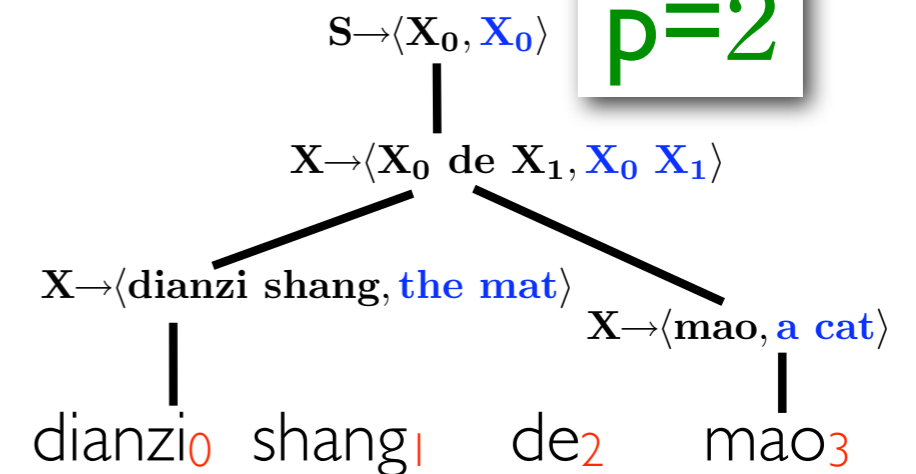 S→⟨X₀, X₀⟩
p=2
X→⟨X₀ de X₁, X₀ X₁⟩
X→⟨dianzi shang, the mat⟩
X→⟨mao, a cat⟩
dianzi₀ shang₁ de₂ mao₃